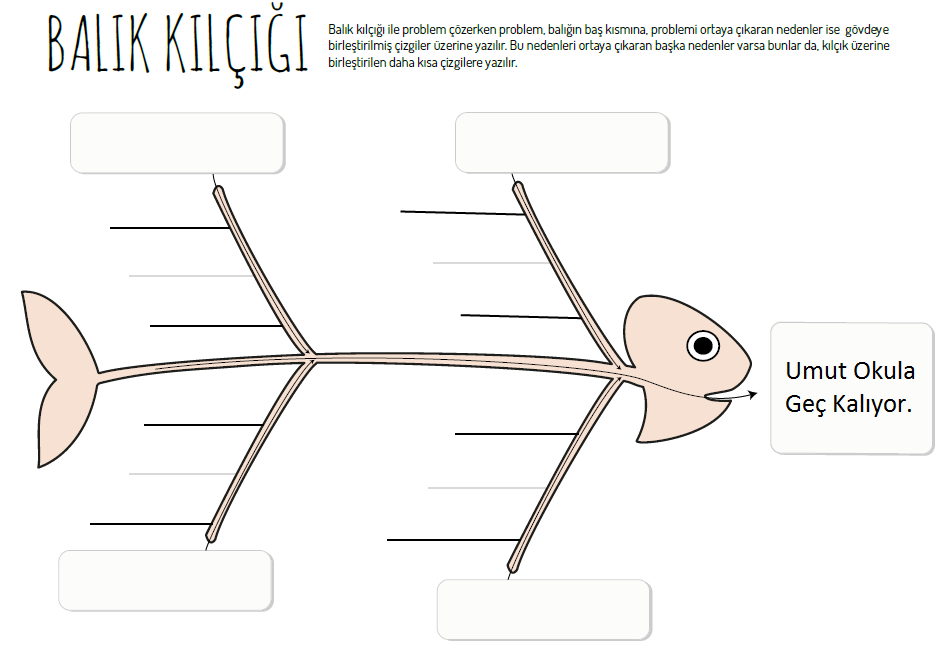 BALIK KILÇIĞI
Balık kılçığı ile problem çözerken problem, balığın baş kısmına, problemi ortaya çıkaran nedenler ise gövdeye
birleştirilmiş çizgiler üzerine yazılır. Bu nedenleri ortaya çıkaran başka nedenler varsa bunlar da, kılçık üzerine
birleştirilen daha kısa çizgilere yazılır.
Umut Okula
Geç Kalıyor.